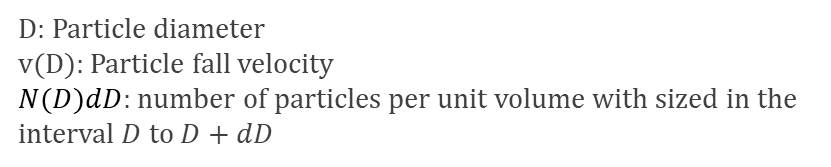 D: Particle diameter
v(D): Particle fall velocity
N(D)dD: number of particles per unit volume with sized in the
interval D to D + dD